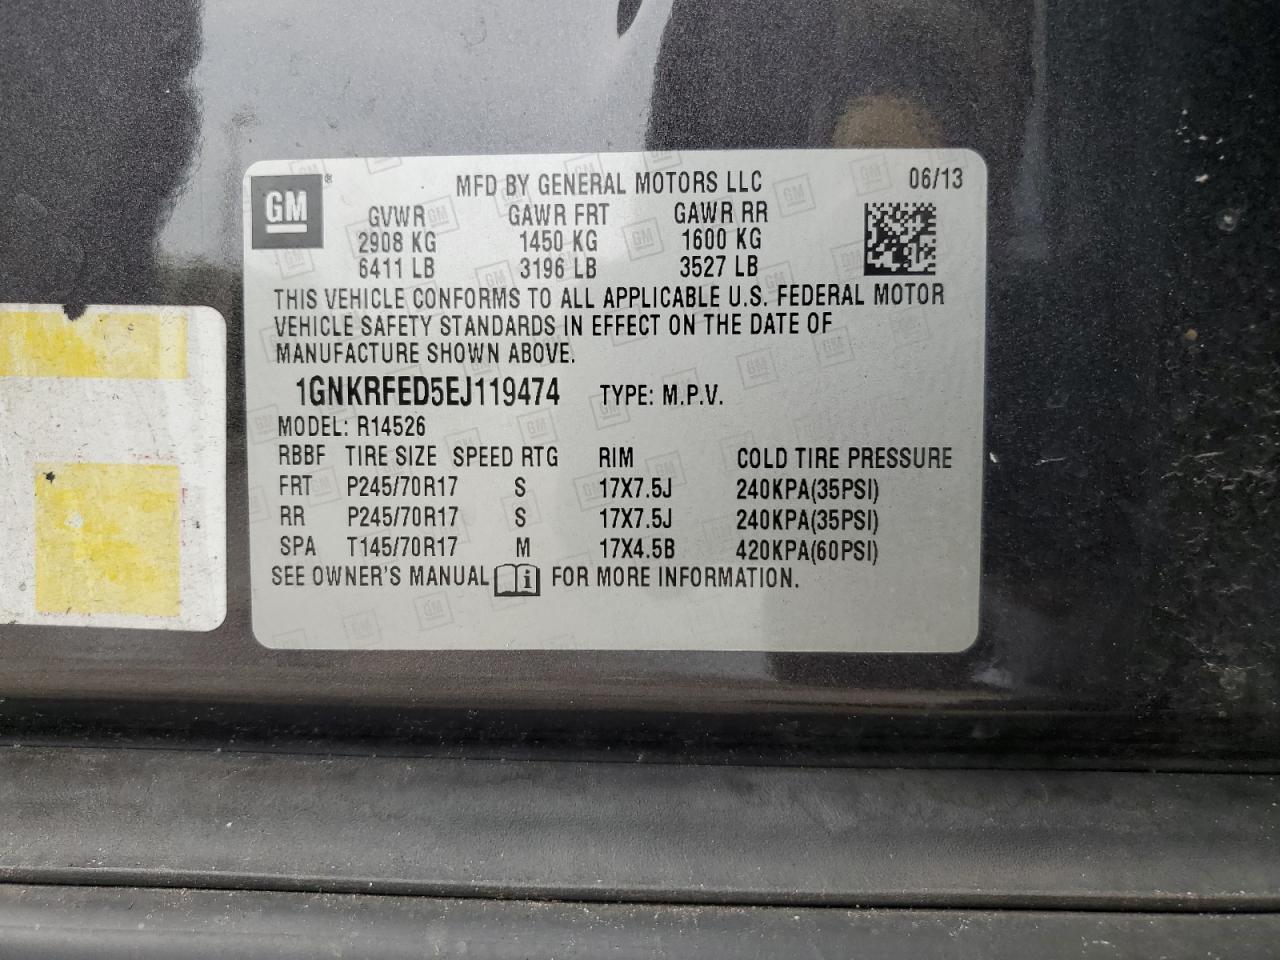 GM
MFD BY GENERAL MOTORS LLC 06/13
GVWR GAWR FRT GAWR RR
2908 KG 1450 KG 1600 KG
6411 LB 3196 LB 3527 LB
THIS VEHICLE CONFORMS TO ALL APPLICABLE U.S. FEDERAL MOTOR
VEHICLE SAFETY STANDARDS IN EFFECT ON THE DATE OF
MANUFACTURE SHOWN ABOVE.
1GNKRFED5EJ119474 TYPE: M.P.V.
MODEL: R14526
RBBF TIRE SIZE SPEED RTG RIM COLD TIRE PRESSURE
FRT P245/70R17 S 17X7.5J 240KPA(35PSI)
RR P245/70R17 S 17X7.5J 240KPA(35PSI)
SPA T145/70R17 M 17X4.5B 420KPA(60PSI)
SEE OWNER'S MANUAL FOR MORE INFORMATION.